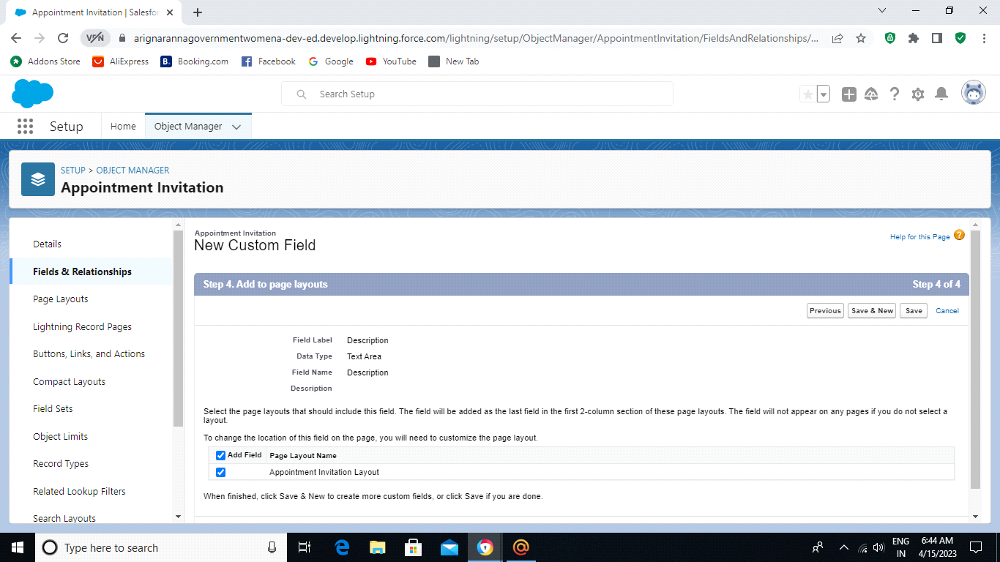 Appointment Invitation | Salesfor
VPN
arignarannagovernmentwomena-dev-ed.develop.lightning.force.com/lightning/setup/ObjectManager/AppointmentInvitation/FieldsAndRelationships/...
Addons Store
AliExpress
B.
Booking.com
Facebook
Google
YouTube
New Tab
Search Setup
Setup
Home
Object Manager
SETUP > OBJECT MANAGER
Appointment Invitation
Details
Fields & Relationships
Page Layouts
Lightning Record Pages
Buttons, Links, and Actions
Compact Layouts
Field Sets
Object Limits
Record Types
Related Lookup Filters
Search Layouts
Appointment Invitation
New Custom Field
Help for this Page
Step 4. Add to page layouts
Step 4 of 4
Previous
Save & New
Save
Cancel
Field Label Description
Data Type Text Area
Field Name Description
Description
Select the page layouts that should include this field. The field will be added as the last field in the first 2-column section of these page layouts. The field will not appear on any pages if you do not select a
layout.
To change the location of this field on the page, you will need to customize the page layout.
Add Field Page Layout Name
Appointment Invitation Layout
When finished, click Save & New to create more custom fields, or click Save if you are done.
Type here to search
ENG
IN
6:44 AM
4/15/2023